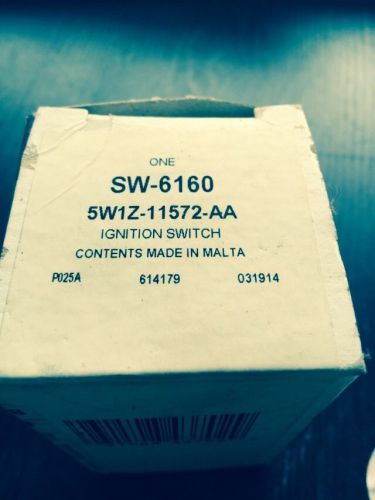 ONE
SW-6160
5W1Z-11572-AA
IGNITION SWITCH
CONTENTS MADE IN MALTA
P025A 614179 031914